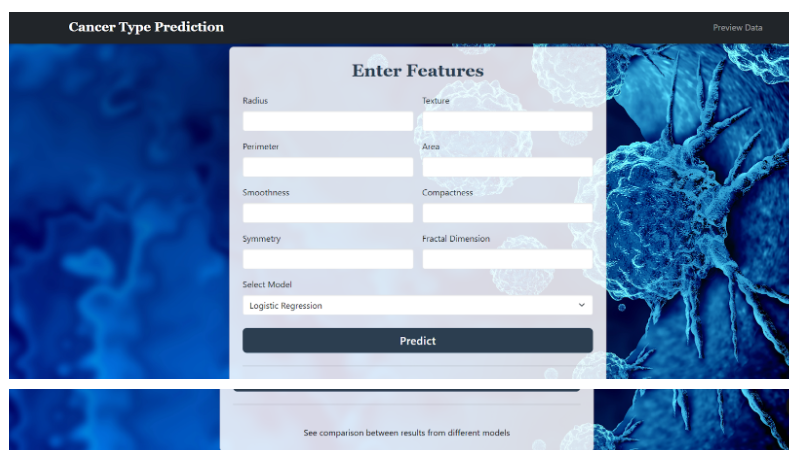 Cancer Type Prediction
Preview Data
Enter Features
Radius
Texture
Perimeter
Area
Smoothness
Compactness
Symmetry
Fractal Dimension
Select Model
Logistic Regression
Predict
See comparison between results from different models